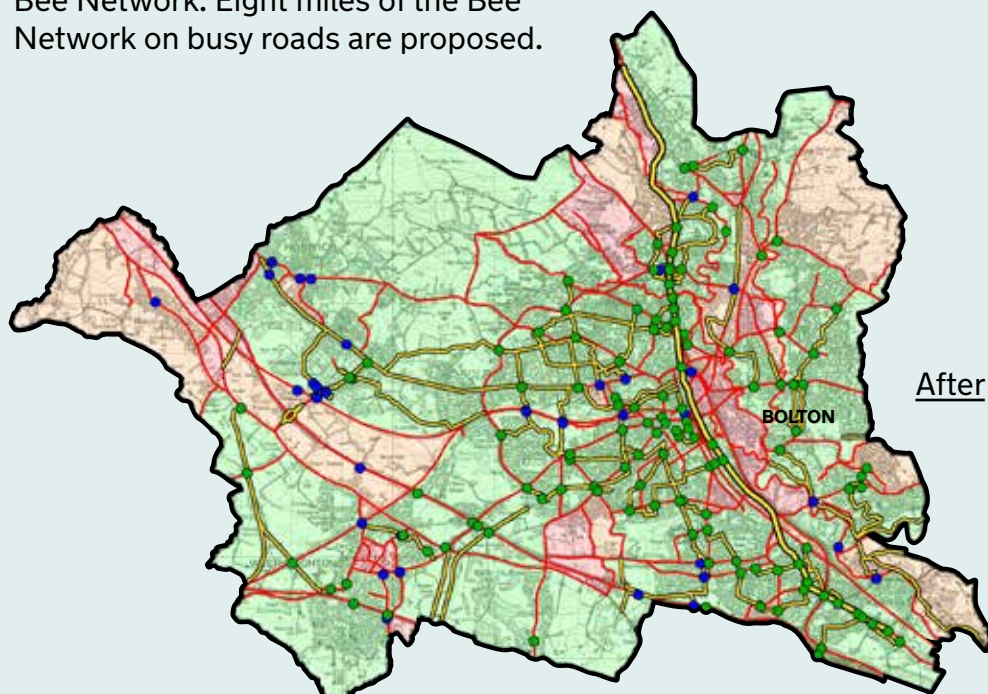 Bee Network. Eight miles of the Bee
Network on busy roads are proposed.
After
BOLTON